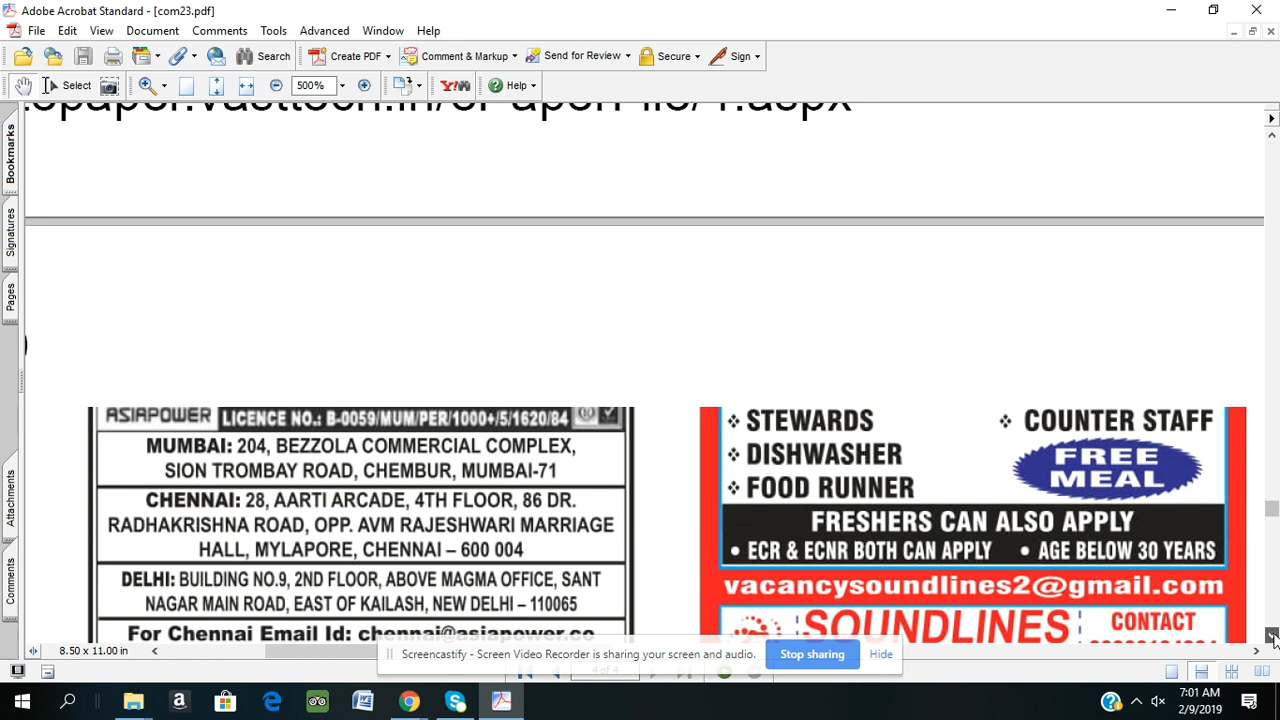 Adobe Acrobat Standard - [com23.pdf]
File Edit View Document Comments Tools Advanced Window Help
Search Create PDF Comment & Markup Send for Review Secure Sign
Select 500% Y! Help
Bookmarks
Signatures
Pages
Attachments
Comments
ASIAPOWER LICENCE NO.: B-0059/MUM/PER/1000+/5/1620/84
MUMBAI: 204, BEZZOLA COMMERCIAL COMPLEX,
SION TROMBAY ROAD, CHEMBUR, MUMBAI-71
CHENNAI: 28, AARTI ARCADE, 4TH FLOOR, 86 DR.
RADHAKRISHNA ROAD, OPP. AVM RAJESHWARI MARRIAGE
HALL, MYLAPORE, CHENNAI – 600 004
DELHI: BUILDING NO.9, 2ND FLOOR, ABOVE MAGMA OFFICE, SANT
NAGAR MAIN ROAD, EAST OF KAILASH, NEW DELHI – 110065
For Chennai Email Id: chennai@asiapower.co
❖ STEWARDS ❖ COUNTER STAFF
❖ DISHWASHER
❖ FOOD RUNNER
FREE
MEAL
FRESHERS CAN ALSO APPLY
• ECR & ECNR BOTH CAN APPLY • AGE BELOW 30 YEARS
vacancysoundlines2@gmail.com
SOUNDLINES CONTACT
8.50 x 11.00 in
Screencastify - Screen Video Recorder is sharing your screen and audio. Stop sharing Hide
4 of 4
7:01 AM
2/9/2019